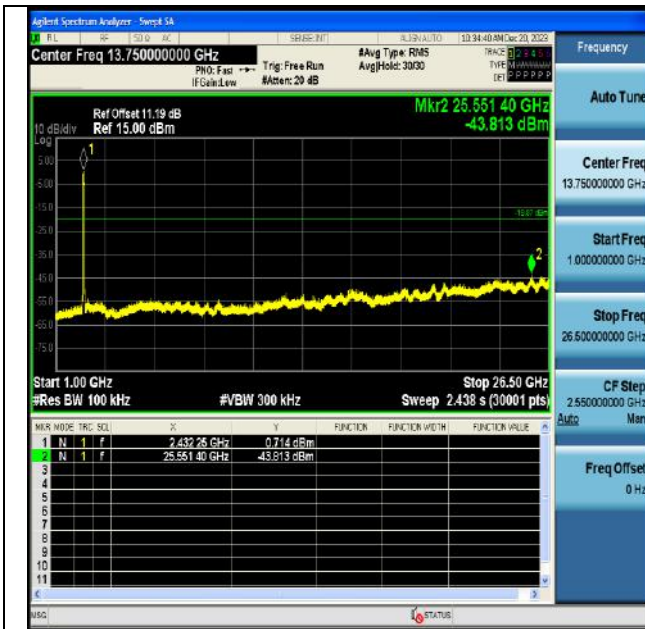 Agilent Spectrum Analyzer - Swept SA
RL RF 50 Ω AC SENSE:INT ALIGN AUTO 10:34:40 AM Dec 20, 2023
Center Freq 13.750000000 GHz
PNO: Fast
IFGain:Low
Trig: Free Run
#Atten: 20 dB
#Avg Type: RMS
Avg|Hold: 30/30
TRACE 1 2 3 4 5 6
TYPE M
DET P P P P P P
Frequency
Auto Tune
Center Freq
13.750000000 GHz
Start Freq
1.000000000 GHz
Stop Freq
26.500000000 GHz
CF Step
2.550000000 GHz
Auto Man
Freq Offset
0 Hz
Ref Offset 11.19 dB
10 dB/div Ref 15.00 dBm
Log
Mkr2 25.551 40 GHz
-43.813 dBm
1
5.00
-5.00
-15.0
-25.0
-35.0
-45.0
-55.0
-65.0
-75.0
2
Start 1.00 GHz Stop 26.50 GHz
#Res BW 100 kHz #VBW 300 kHz Sweep 2.438 s (30001 pts)
MKR MODE TRC SCL X Y FUNCTION FUNCTION WIDTH FUNCTION VALUE
1 N 1 f 2.432 25 GHz 0.714 dBm
2 N 1 f 25.551 40 GHz -43.813 dBm
3
4
5
6
7
8
9
10
11
MSG STATUS